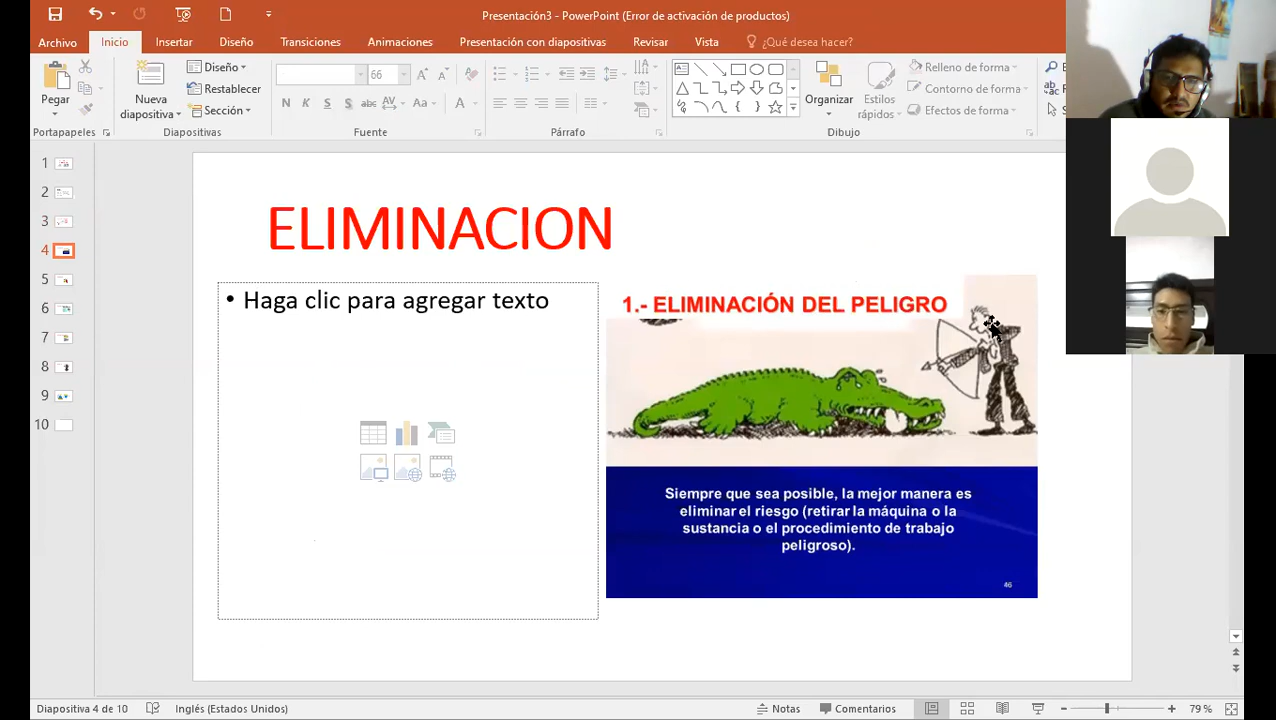 Presentación3 - PowerPoint (Error de activación de productos)
Archivo Inicio Insertar Diseño Transiciones Animaciones Presentación con diapositivas Revisar Vista ¿Qué desea hacer?
Pegar
Nueva diapositiva
Diseño
Restablecer
Sección
66
N K S S abc AV Aa A
Organizar
Estilos rápidos
Relleno de forma
Contorno de forma
Efectos de forma
Portapapeles Diapositivas Fuente Párrafo Dibujo
1
2
3
4
5
6
7
8
9
10
ELIMINACION
• Haga clic para agregar texto
1.- ELIMINACIÓN DEL PELIGRO
Siempre que sea posible, la mejor manera es
eliminar el riesgo (retirar la máquina o la
sustancia o el procedimiento de trabajo
peligroso).
46
Diapositiva 4 de 10 Inglés (Estados Unidos) Notas Comentarios 79 %